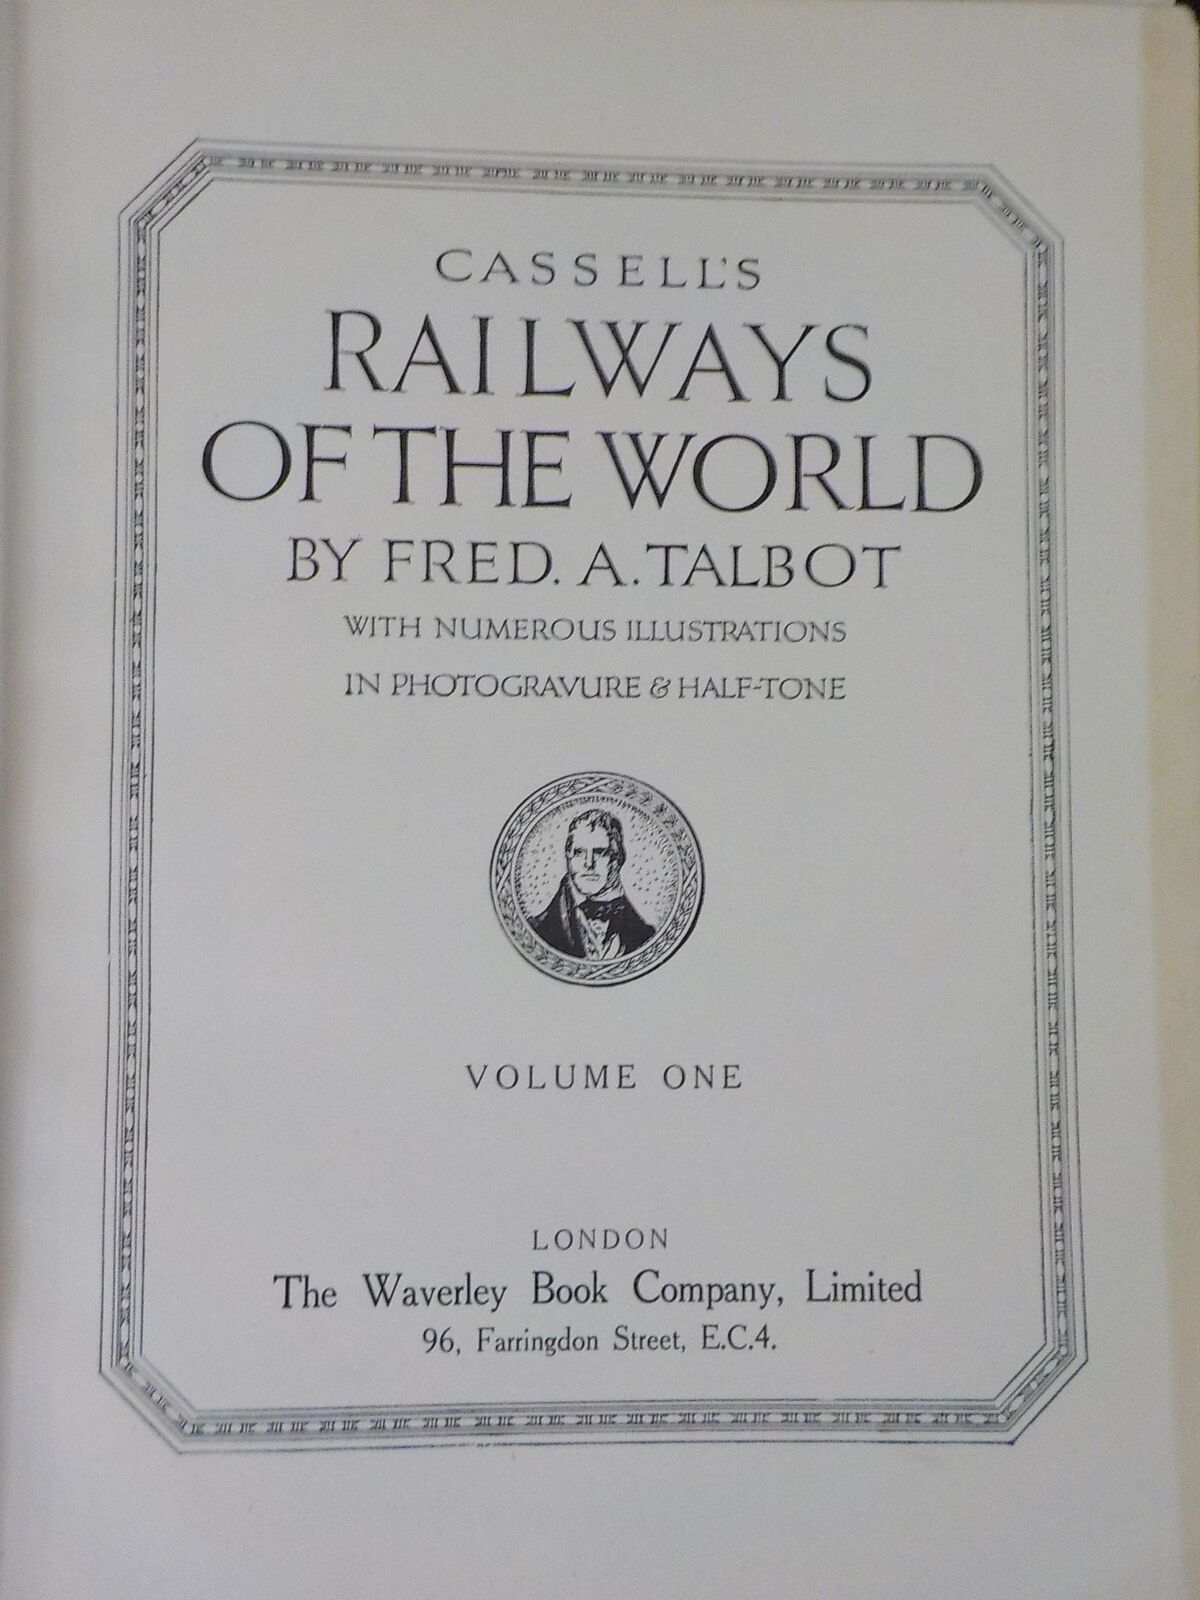 CASSELL'S
RAILWAYS
OF THE WORLD
BY FRED. A. TALBOT
WITH NUMEROUS ILLUSTRATIONS
IN PHOTOGRAVURE & HALF-TONE
VOLUME ONE
LONDON
The Waverley Book Company, Limited
96, Farringdon Street, E.C.4.